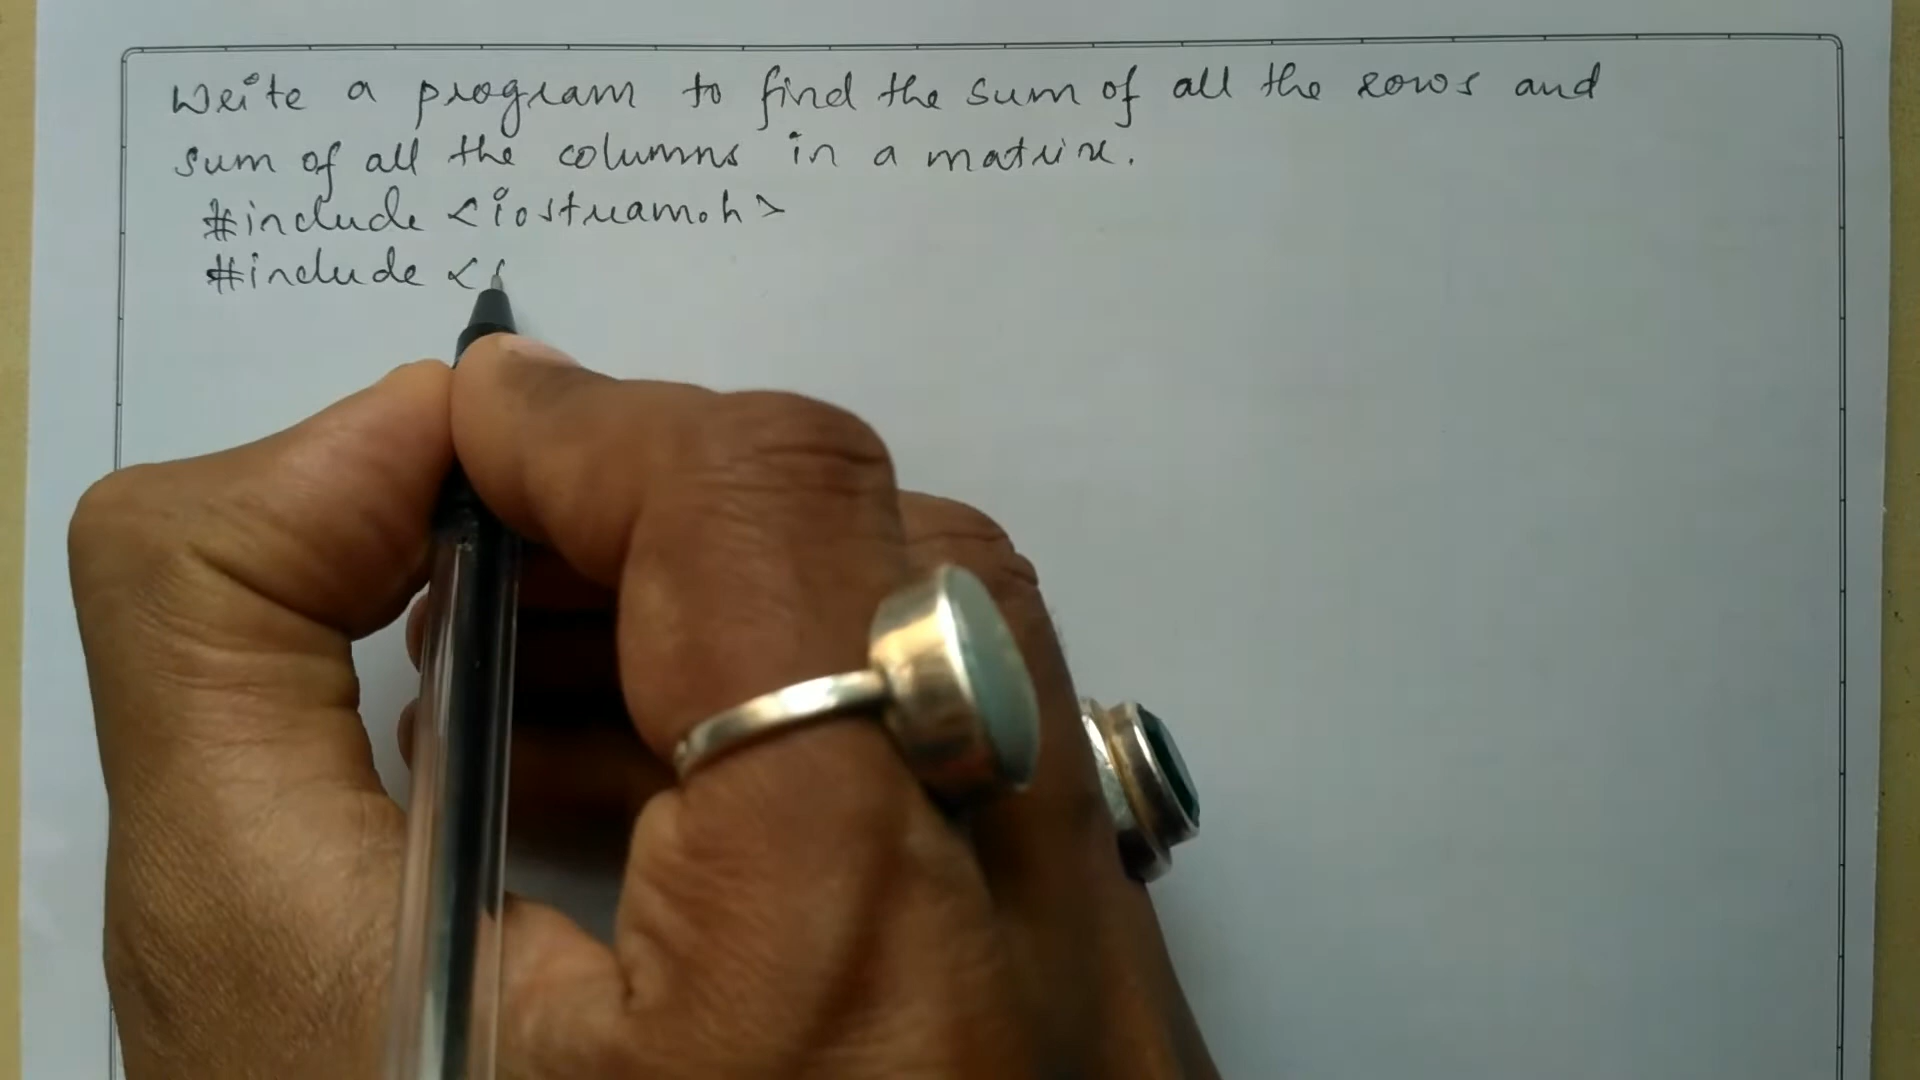 Write a program to find the sum of all the rows and
sum of all the columns in a matrix.
#include <iostream.h>
#include <